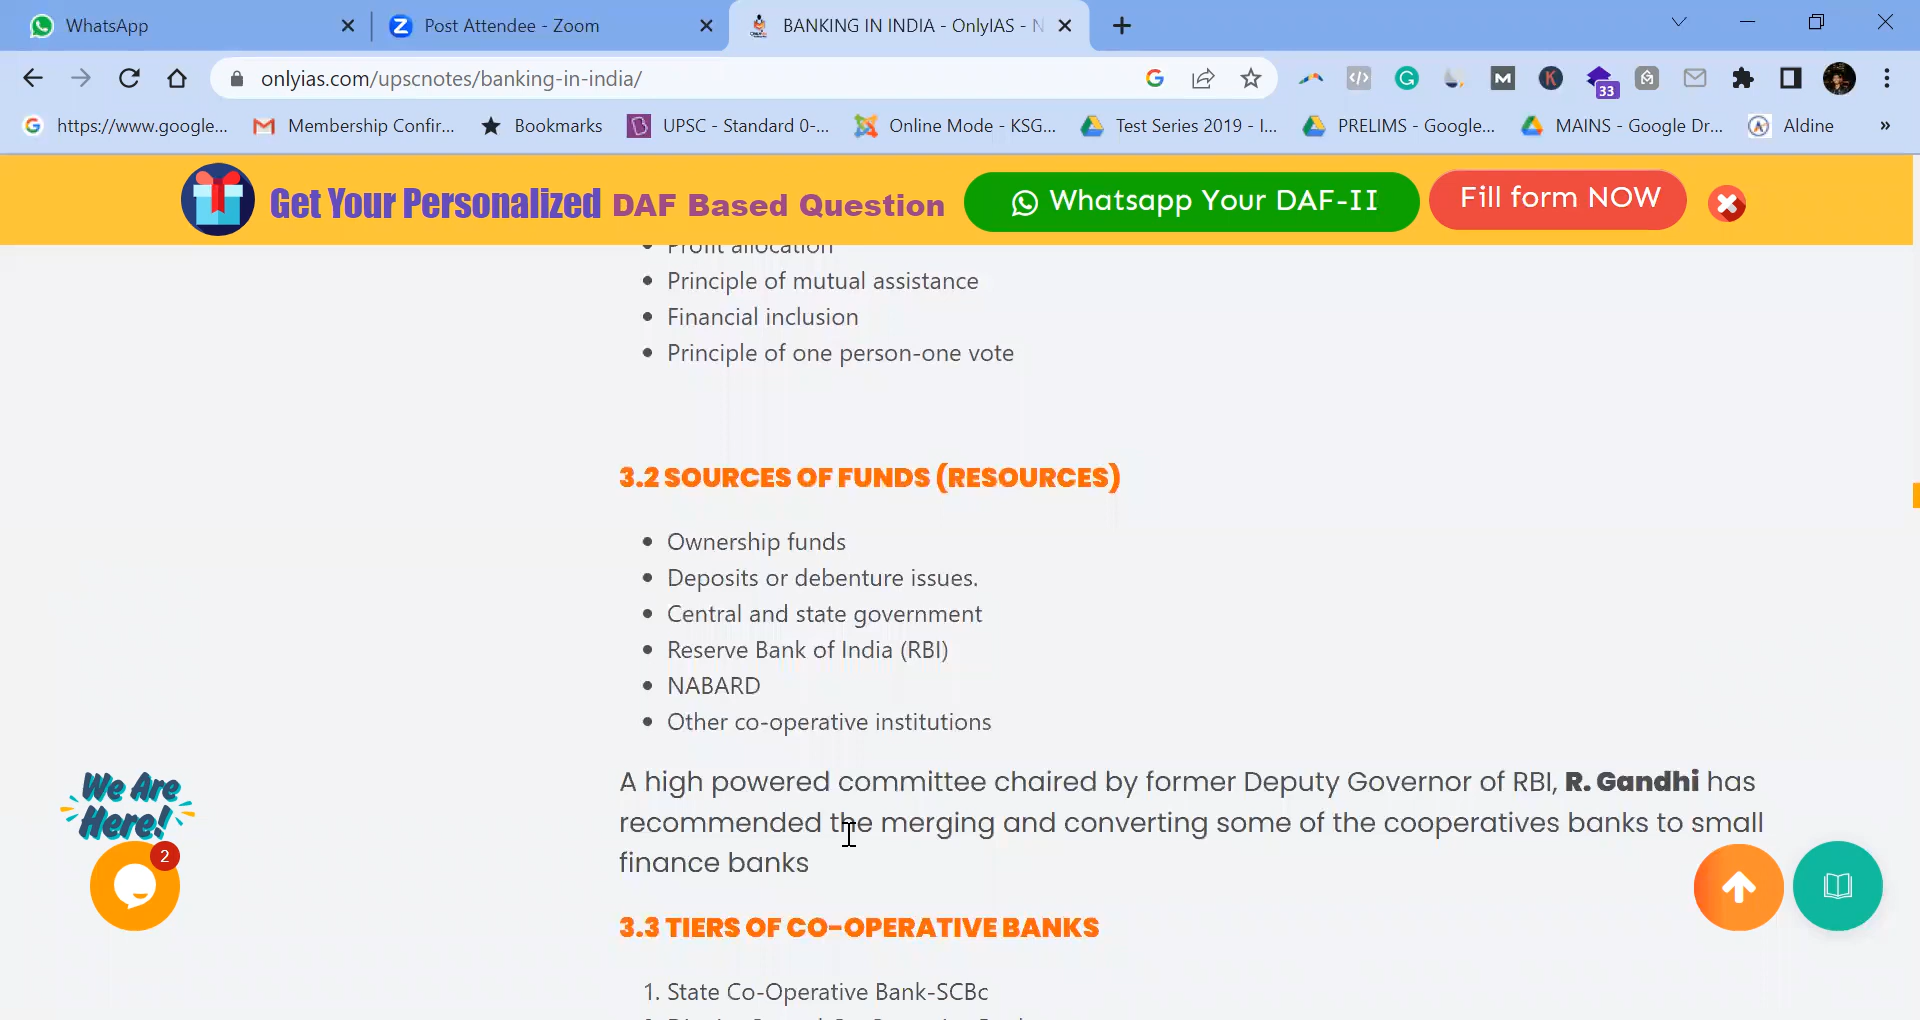 WhatsApp
Post Attendee - Zoom
BANKING IN INDIA - OnlyIAS - N
onlyias.com/upscnotes/banking-in-india/
33
https://www.google...
Membership Confir...
Bookmarks
UPSC - Standard 0-...
Online Mode - KSG...
Test Series 2019 - I...
PRELIMS - Google...
MAINS - Google Dr...
Aldine
»
Get Your Personalized DAF Based Question
Whatsapp Your DAF-II
Fill form NOW
• Profit allocation
• Principle of mutual assistance
• Financial inclusion
• Principle of one person-one vote
3.2 SOURCES OF FUNDS (RESOURCES)
• Ownership funds
• Deposits or debenture issues.
• Central and state government
• Reserve Bank of India (RBI)
• NABARD
• Other co-operative institutions
A high powered committee chaired by former Deputy Governor of RBI, R. Gandhi has
recommended the merging and converting some of the cooperatives banks to small
finance banks
We Are
Here!
2
3.3 TIERS OF CO-OPERATIVE BANKS
1. State Co-Operative Bank-SCBc